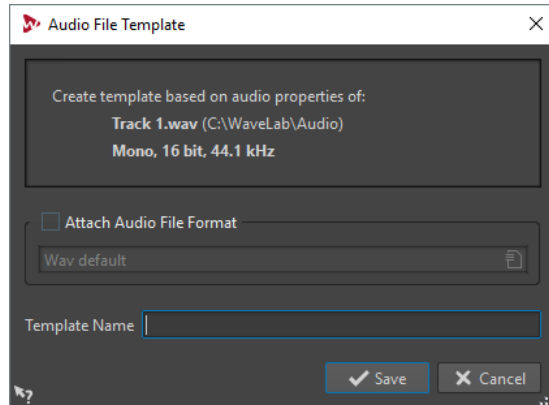 Audio File Template
Create template based on audio properties of:
Track 1.wav (C:\WaveLab\Audio)
Mono, 16 bit, 44.1 kHz
Attach Audio File Format
Wav default
Template Name
Save
Cancel